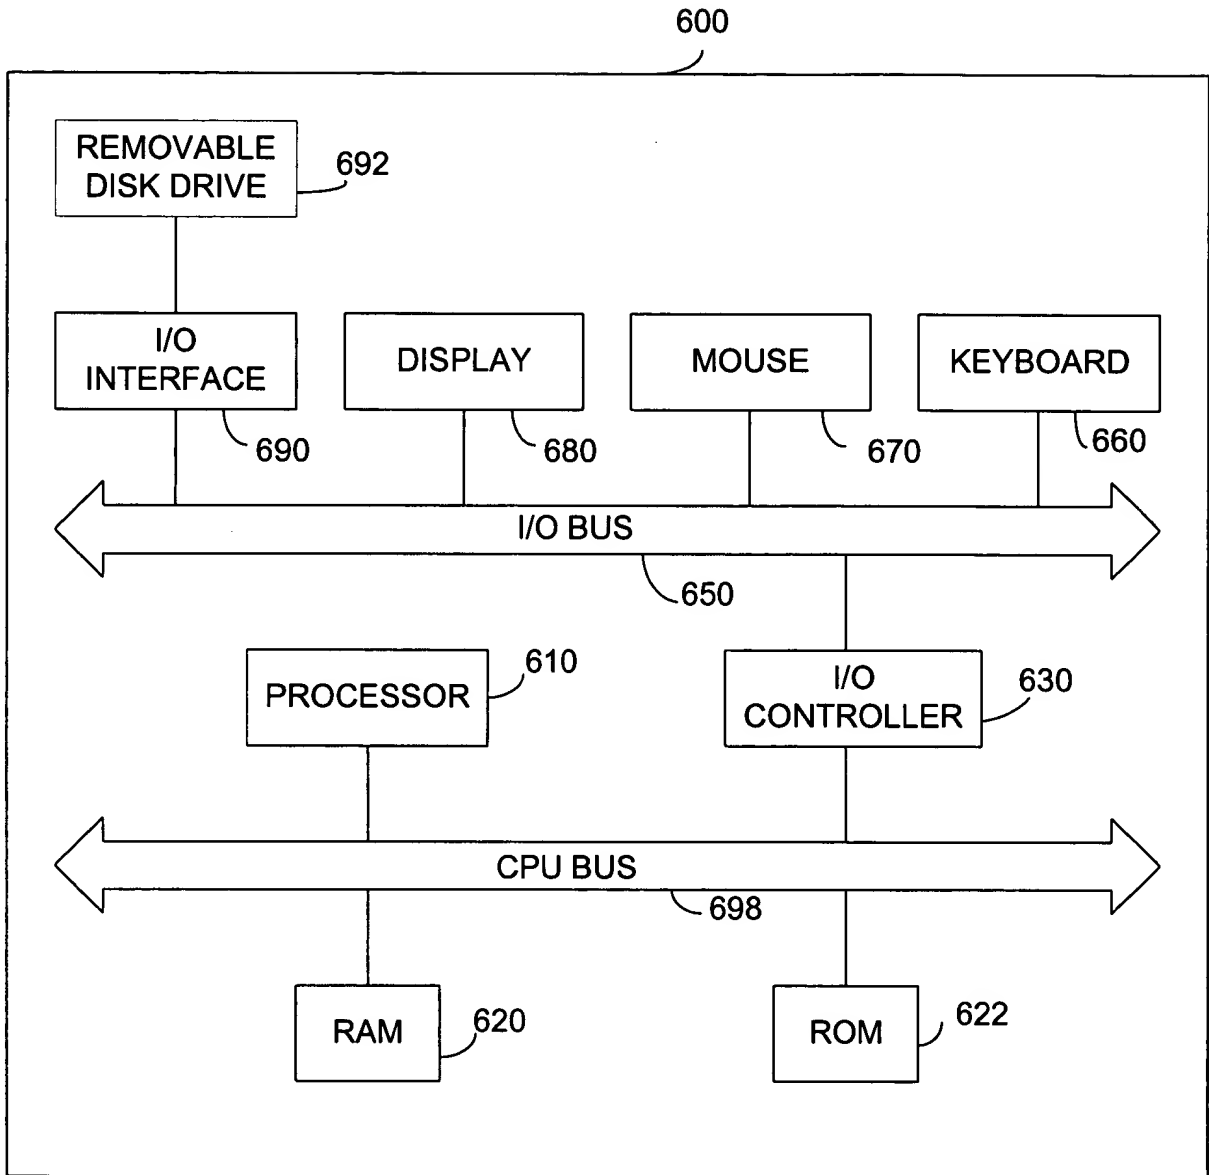 600
REMOVABLE
DISK DRIVE
692
I/O
INTERFACE
690
DISPLAY
680
MOUSE
670
KEYBOARD
660
I/O BUS
650
PROCESSOR
610
I/O
CONTROLLER
630
CPU BUS
698
RAM
620
ROM
622